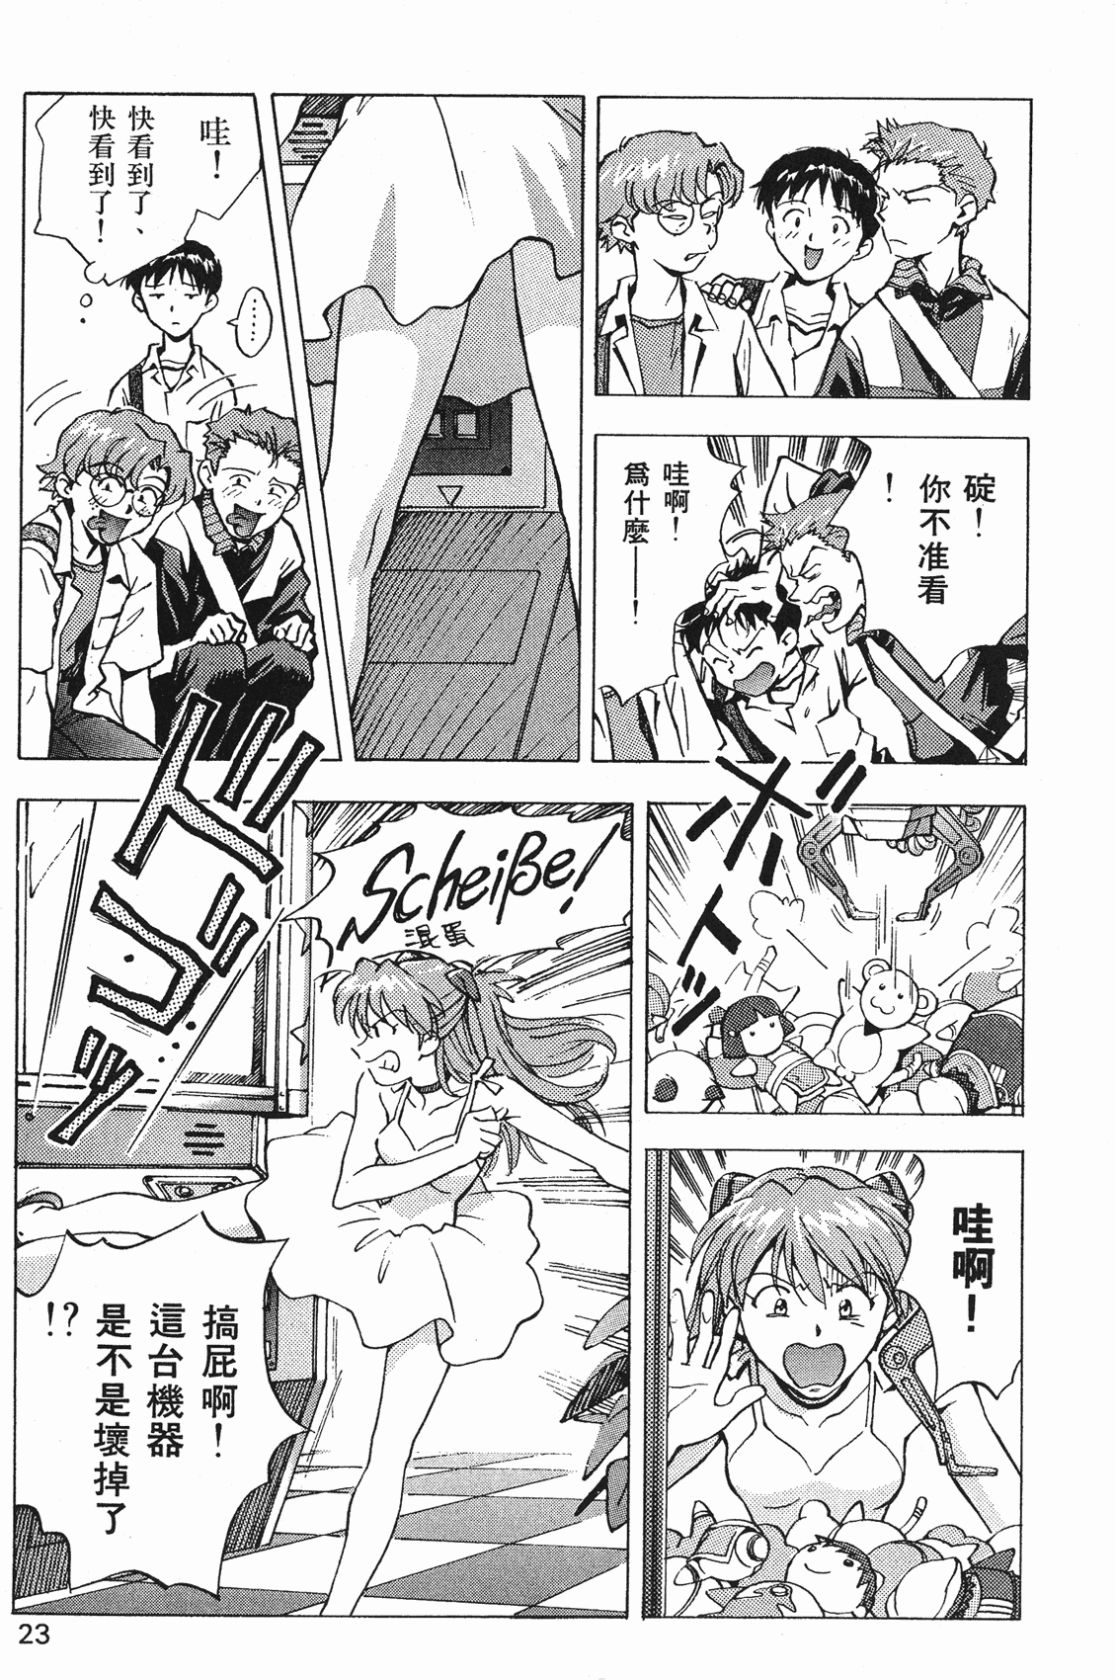 碇！
你不准看
！
哇啊！
爲什麼——！
哇！
快看到了、
快看到了！
……
ボトッ
哇啊！
Scheiße!
混蛋
ドゴッ
搞屁啊！
這台機器
是不是壞掉了
！?
23